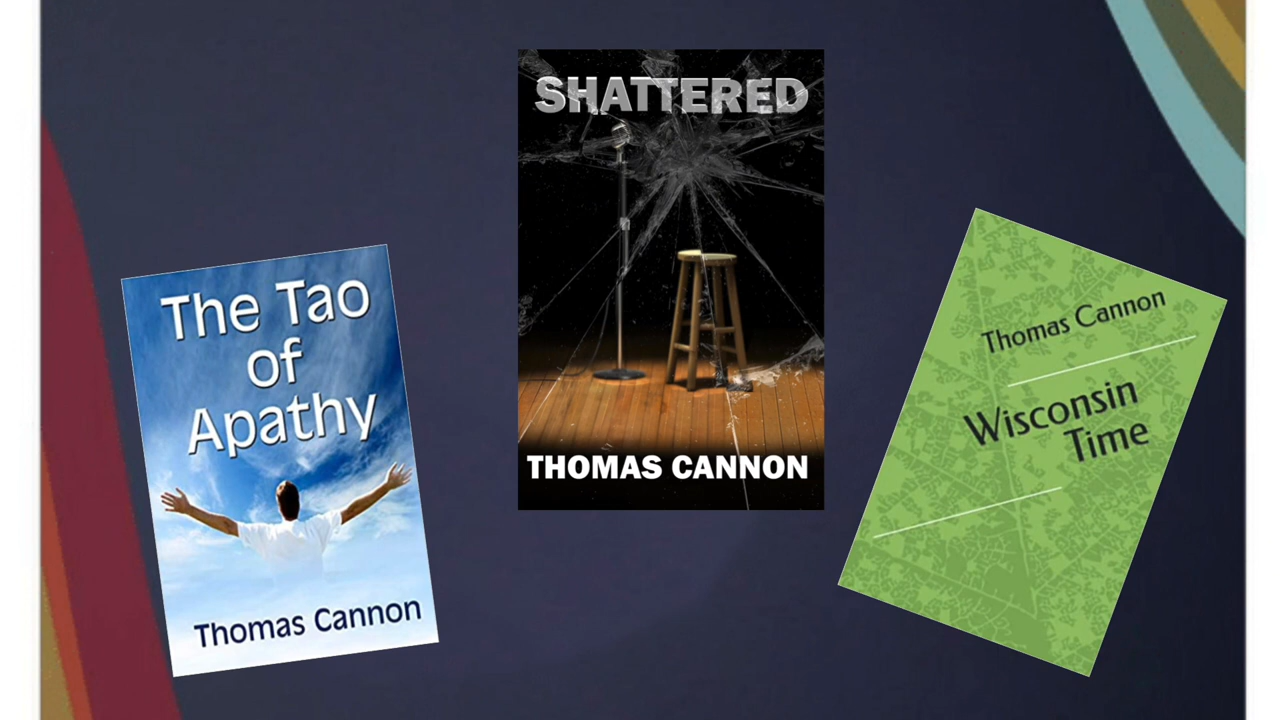 The Tao
of
Apathy
Thomas Cannon
SHATTERED
THOMAS CANNON
Thomas Cannon
Wisconsin
Time